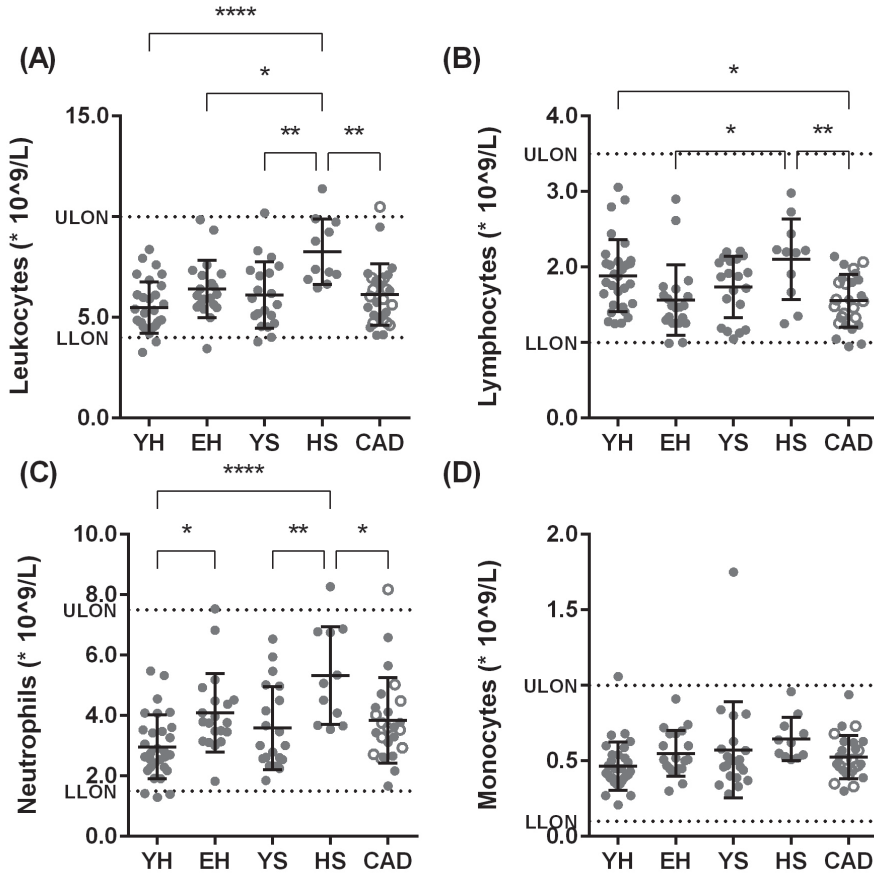 (A)
****
*
**
**
Leukocytes (* 10^9/L)
15.0
10.0
ULON
5.0
LLON
0.0
YH EH YS HS CAD
(B)
*
*
**
Lymphocytes (* 10^9/L)
4.0
ULON
3.0
2.0
LLON
1.0
0.0
YH EH YS HS CAD
(C)
****
*
**
*
Neutrophils (* 10^9/L)
10.0
8.0
ULON
6.0
4.0
2.0
LLON
0.0
YH EH YS HS CAD
(D)
Monocytes (* 10^9/L)
2.0
1.5
1.0
ULON
0.5
LLON
0.0
YH EH YS HS CAD